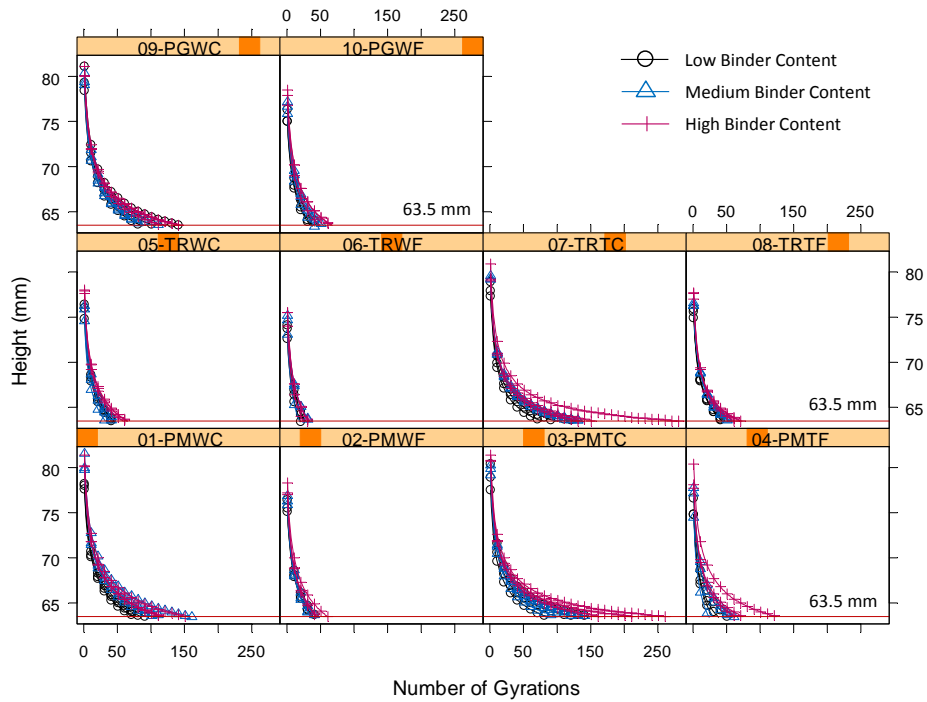 0 50 150 250
09-PGWC 10-PGWF
Low Binder Content
Medium Binder Content
High Binder Content
80
75
70
65
63.5 mm
0 50 150 250
05-TRWC 06-TRWF 07-TRTC 08-TRTF
80
75
70
65
63.5 mm
01-PMWC 02-PMWF 03-PMTC 04-PMTF
80
75
70
65
63.5 mm
0 50 150 250 0 50 150 250
Height (mm)
Number of Gyrations